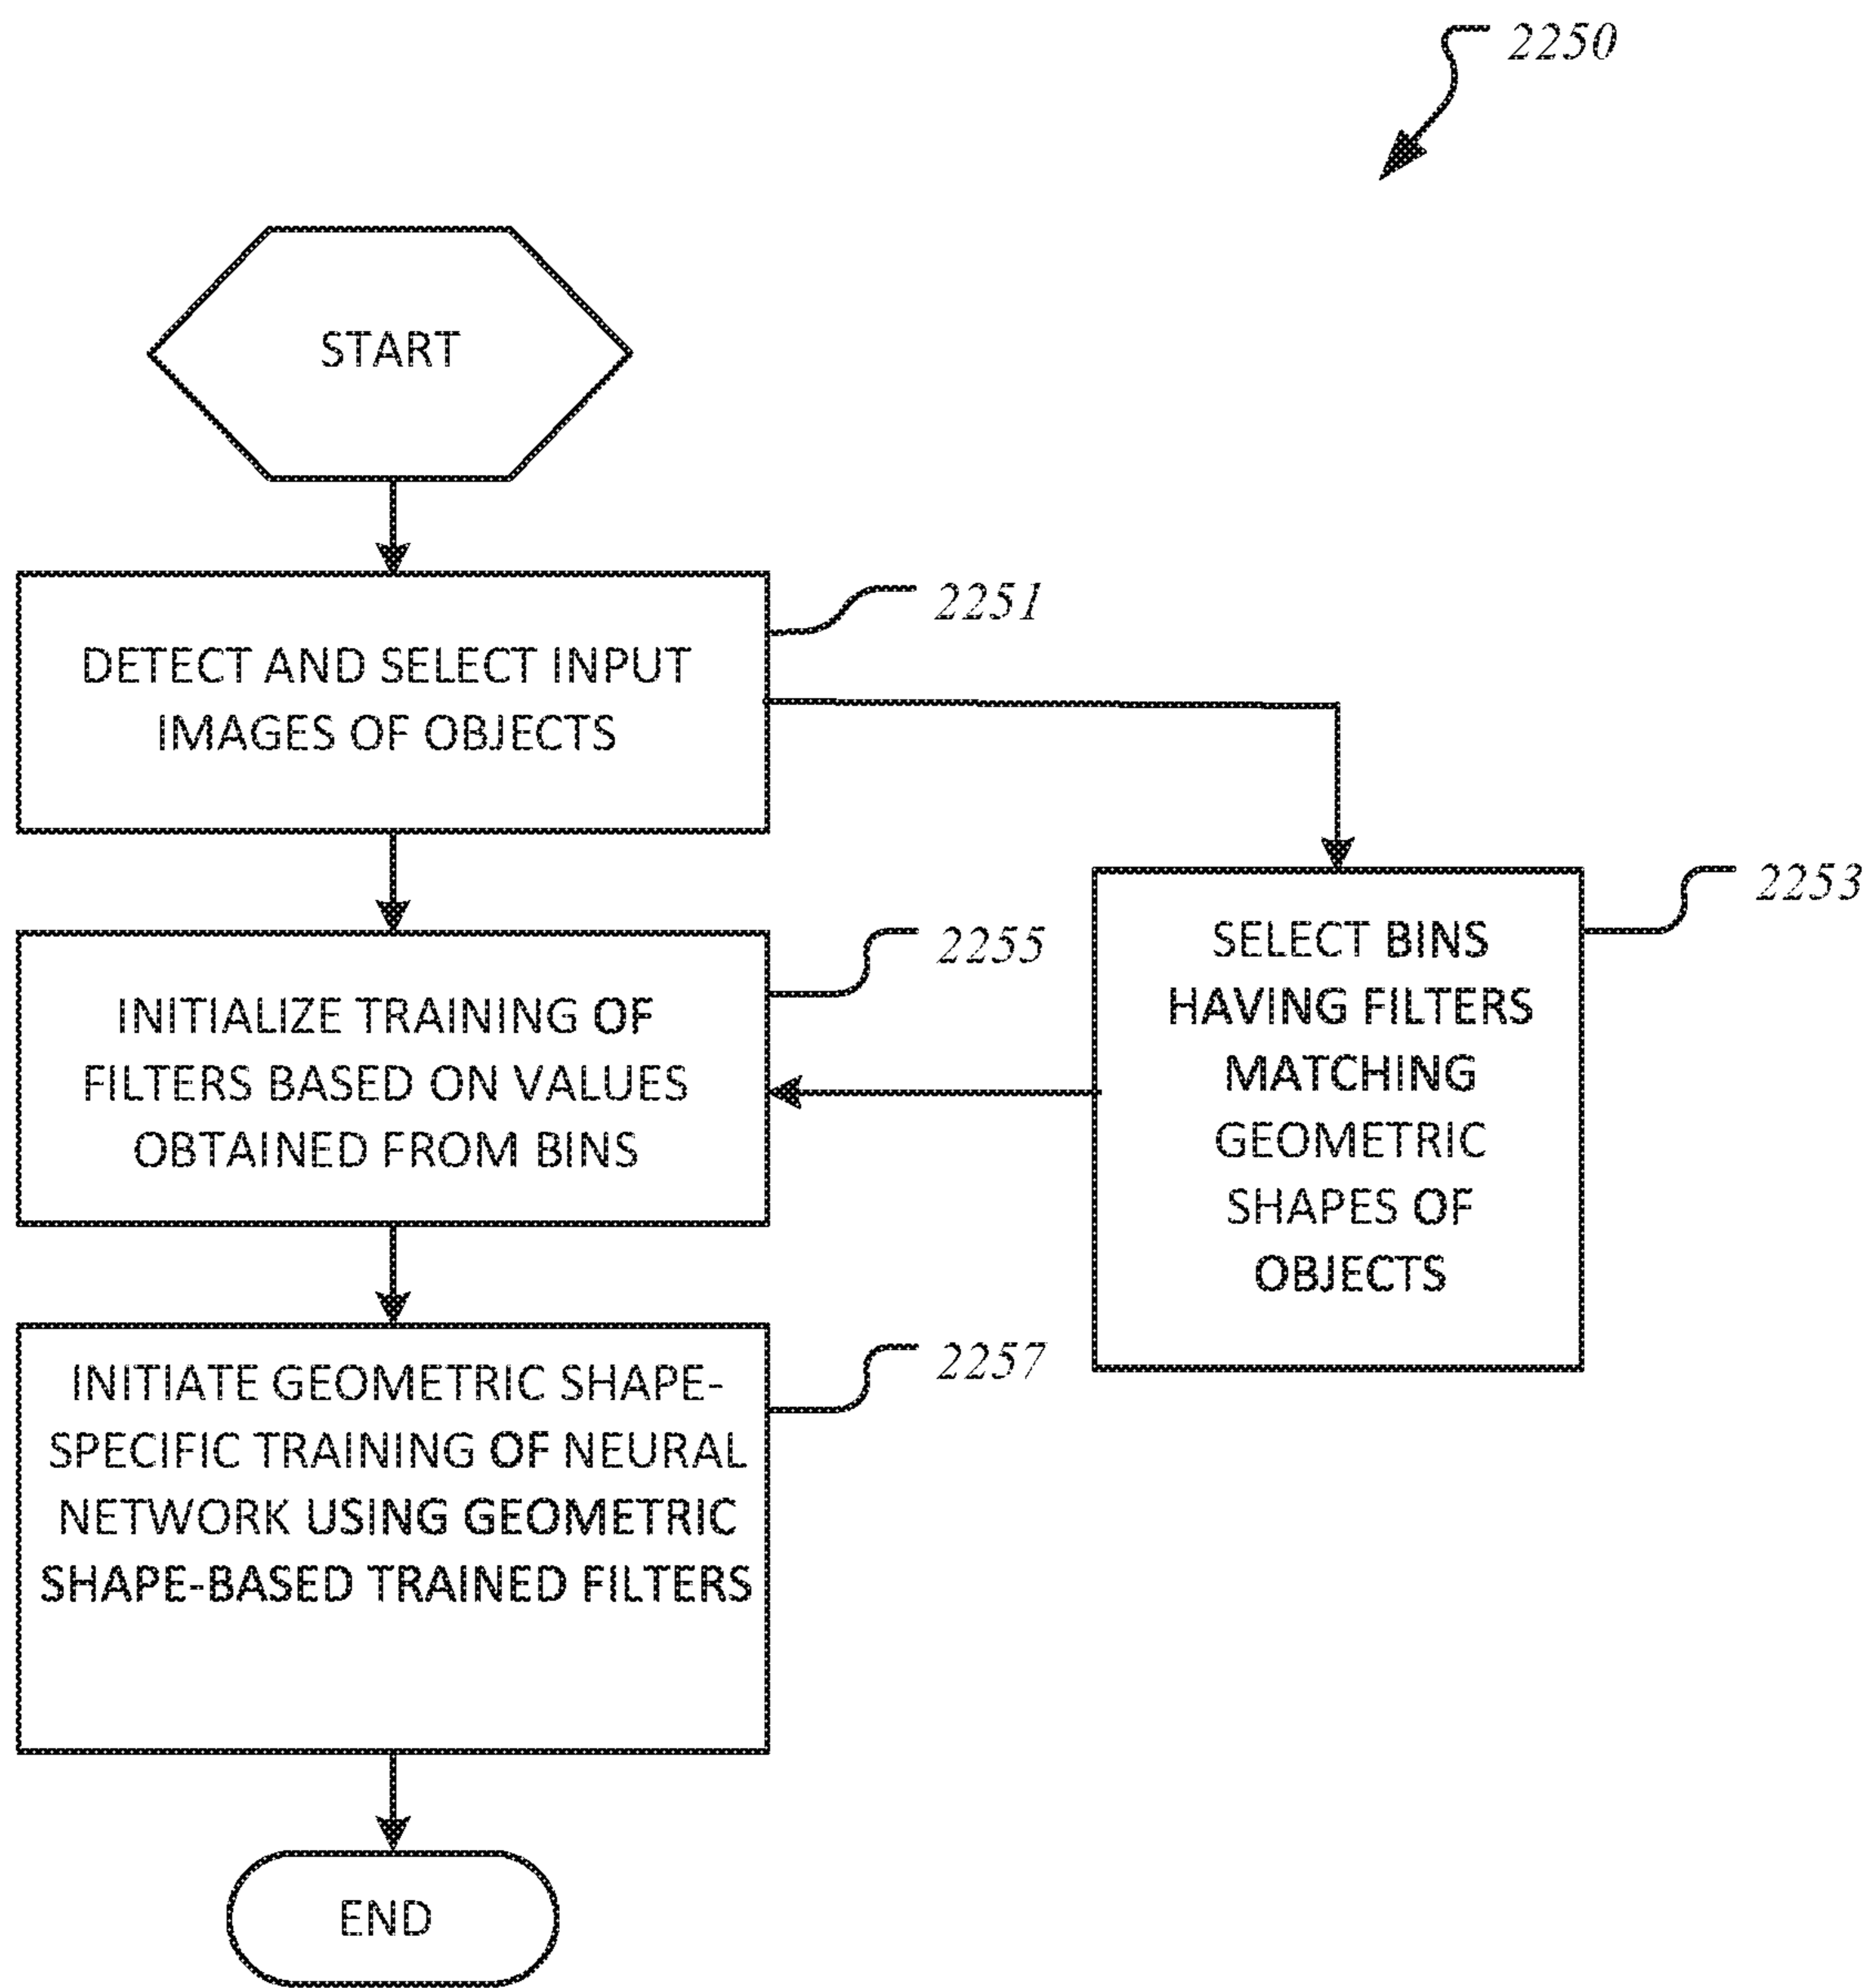 2250
START
2251
DETECT AND SELECT INPUT
IMAGES OF OBJECTS
2253
SELECT BINS
HAVING FILTERS
MATCHING
GEOMETRIC
SHAPES OF
OBJECTS
2255
INITIALIZE TRAINING OF
FILTERS BASED ON VALUES
OBTAINED FROM BINS
2257
INITIATE GEOMETRIC SHAPE-
SPECIFIC TRAINING OF NEURAL
NETWORK USING GEOMETRIC
SHAPE-BASED TRAINED FILTERS
END